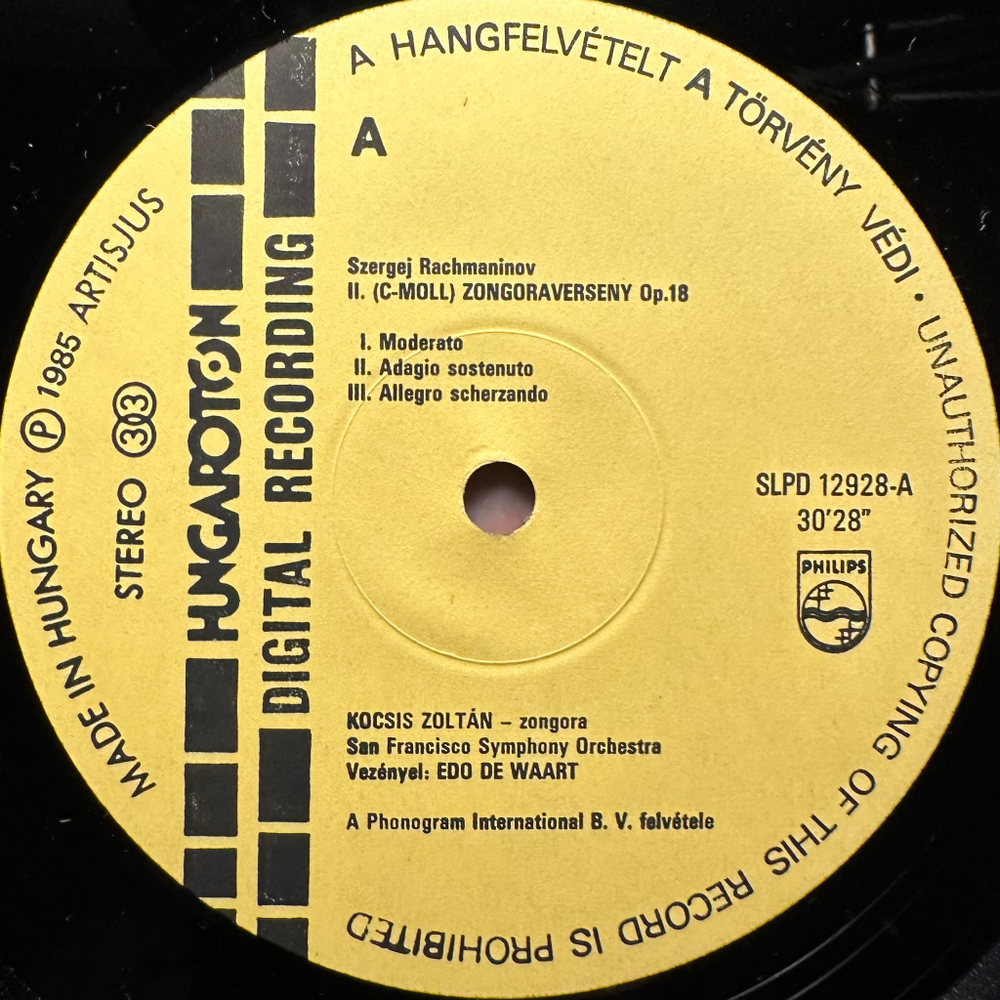 A HANGFELVÉTELT A TÖRVÉNY VÉDI • UNAUTHORIZED COPYING OF THIS RECORD IS PROHIBITED
MADE IN HUNGARY Ⓟ 1985 ARTISJUS
STEREO 303
HUNGAROTON
DIGITAL RECORDING
A
Szergej Rachmaninov
II. (C-MOLL) ZONGORAVERSENY Op.18
I. Moderato
II. Adagio sostenuto
III. Allegro scherzando
SLPD 12928-A
30'28"
PHILIPS
KOCSIS ZOLTÁN – zongora
San Francisco Symphony Orchestra
Vezényel: EDO DE WAART
A Phonogram International B. V. felvétele